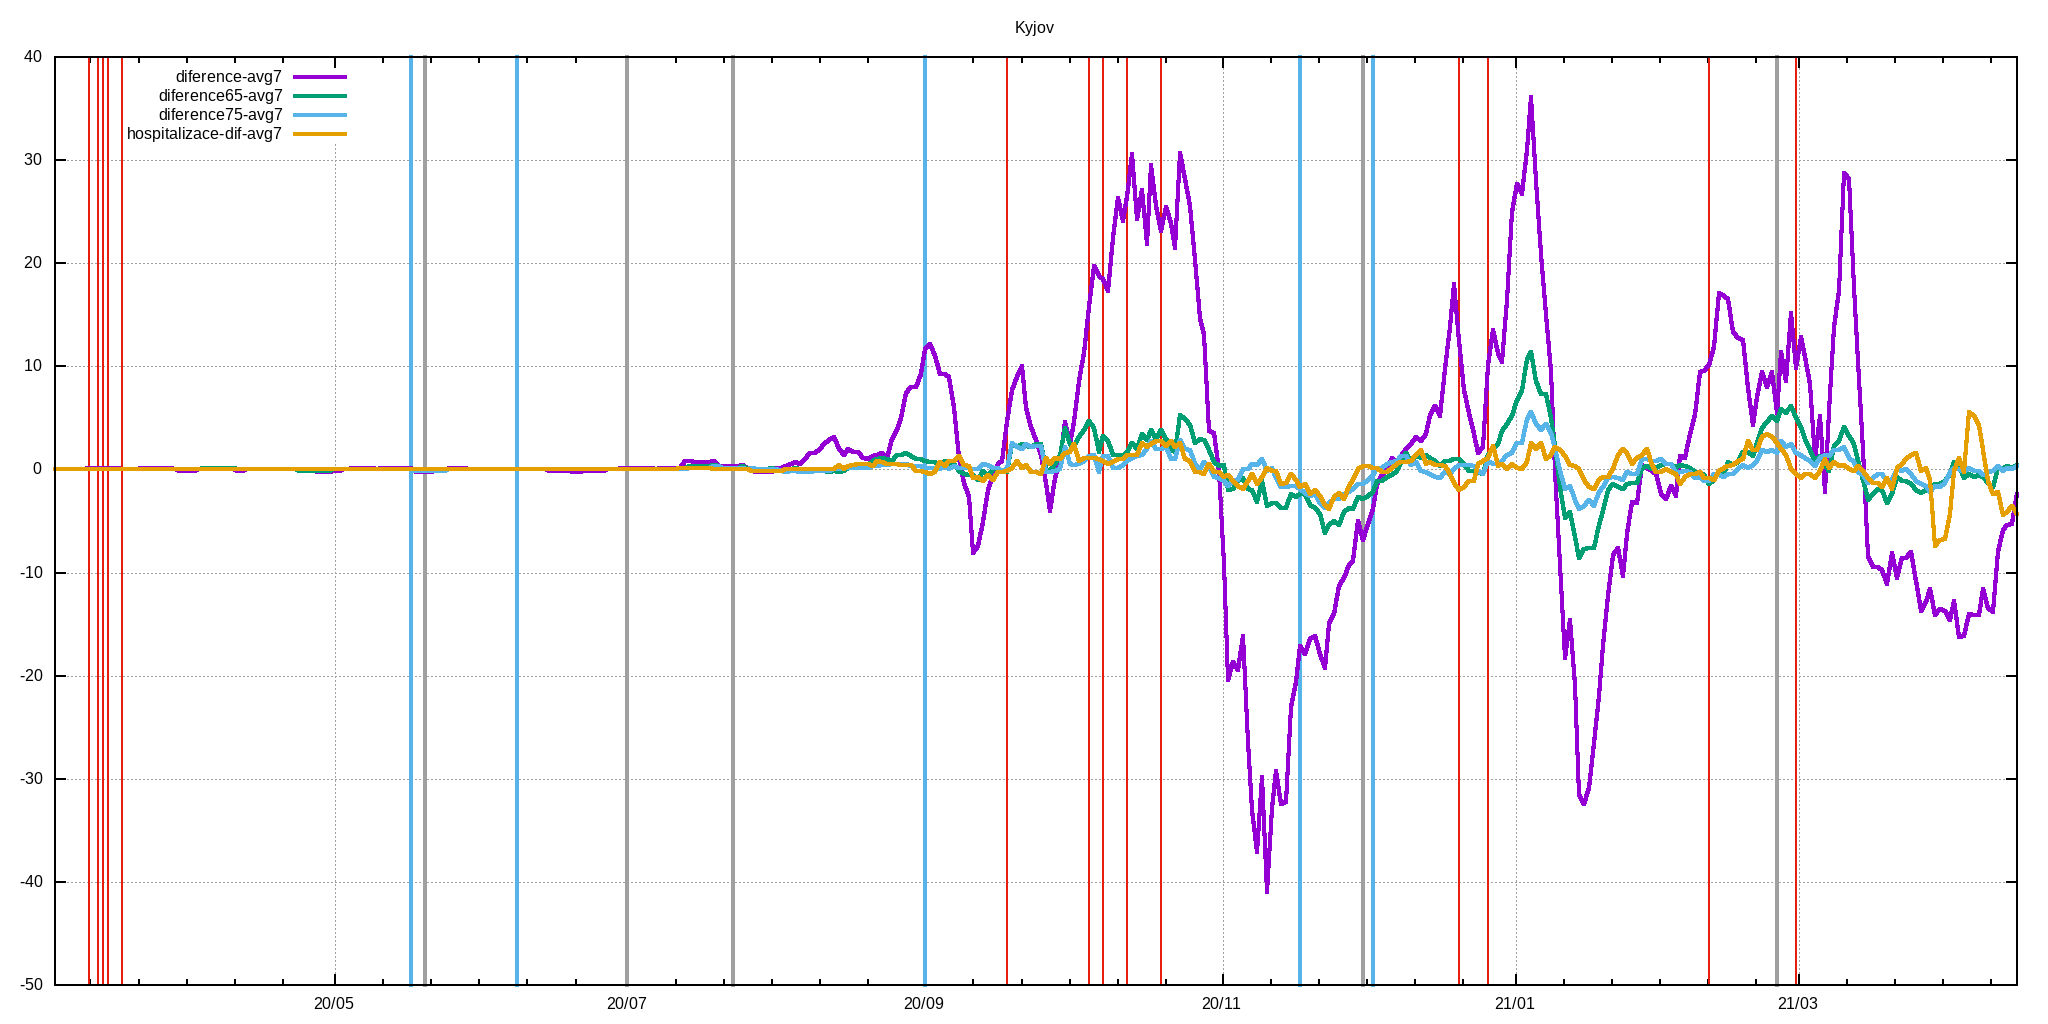 Kyjov
diference-avg7
diference65-avg7
diference75-avg7
hospitalizace-dif-avg7
40
30
20
10
0
-10
-20
-30
-40
-50
20/05 20/07 20/09 20/11 21/01 21/03